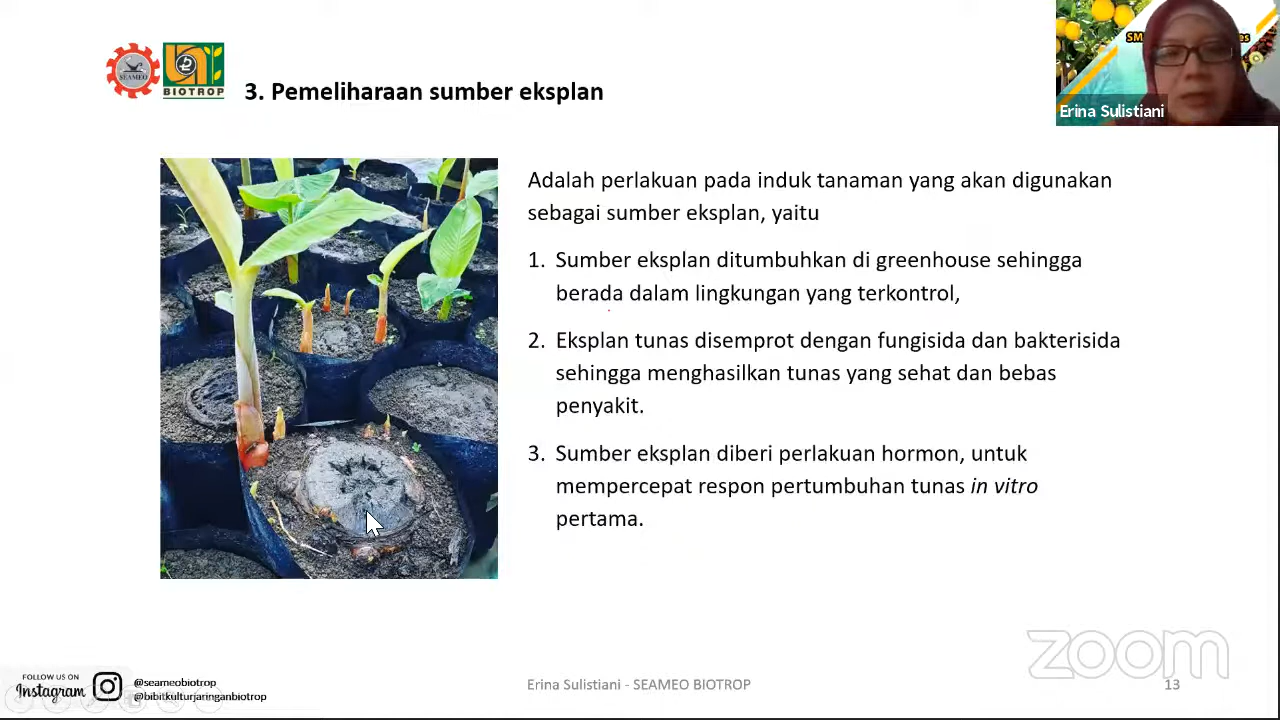 SEAMEO
BIOTROP
3. Pemeliharaan sumber eksplan
SM
es
Erina Sulistiani
Adalah perlakuan pada induk tanaman yang akan digunakan
sebagai sumber eksplan, yaitu
1. Sumber eksplan ditumbuhkan di greenhouse sehingga
berada dalam lingkungan yang terkontrol,
2. Eksplan tunas disemprot dengan fungisida dan bakterisida
sehingga menghasilkan tunas yang sehat dan bebas
penyakit.
3. Sumber eksplan diberi perlakuan hormon, untuk
mempercepat respon pertumbuhan tunas in vitro
pertama.
zoom
FOLLOW US ON
Instagram
@seameobiotrop
@bibitkulturjaringanbiotrop
Erina Sulistiani - SEAMEO BIOTROP
13